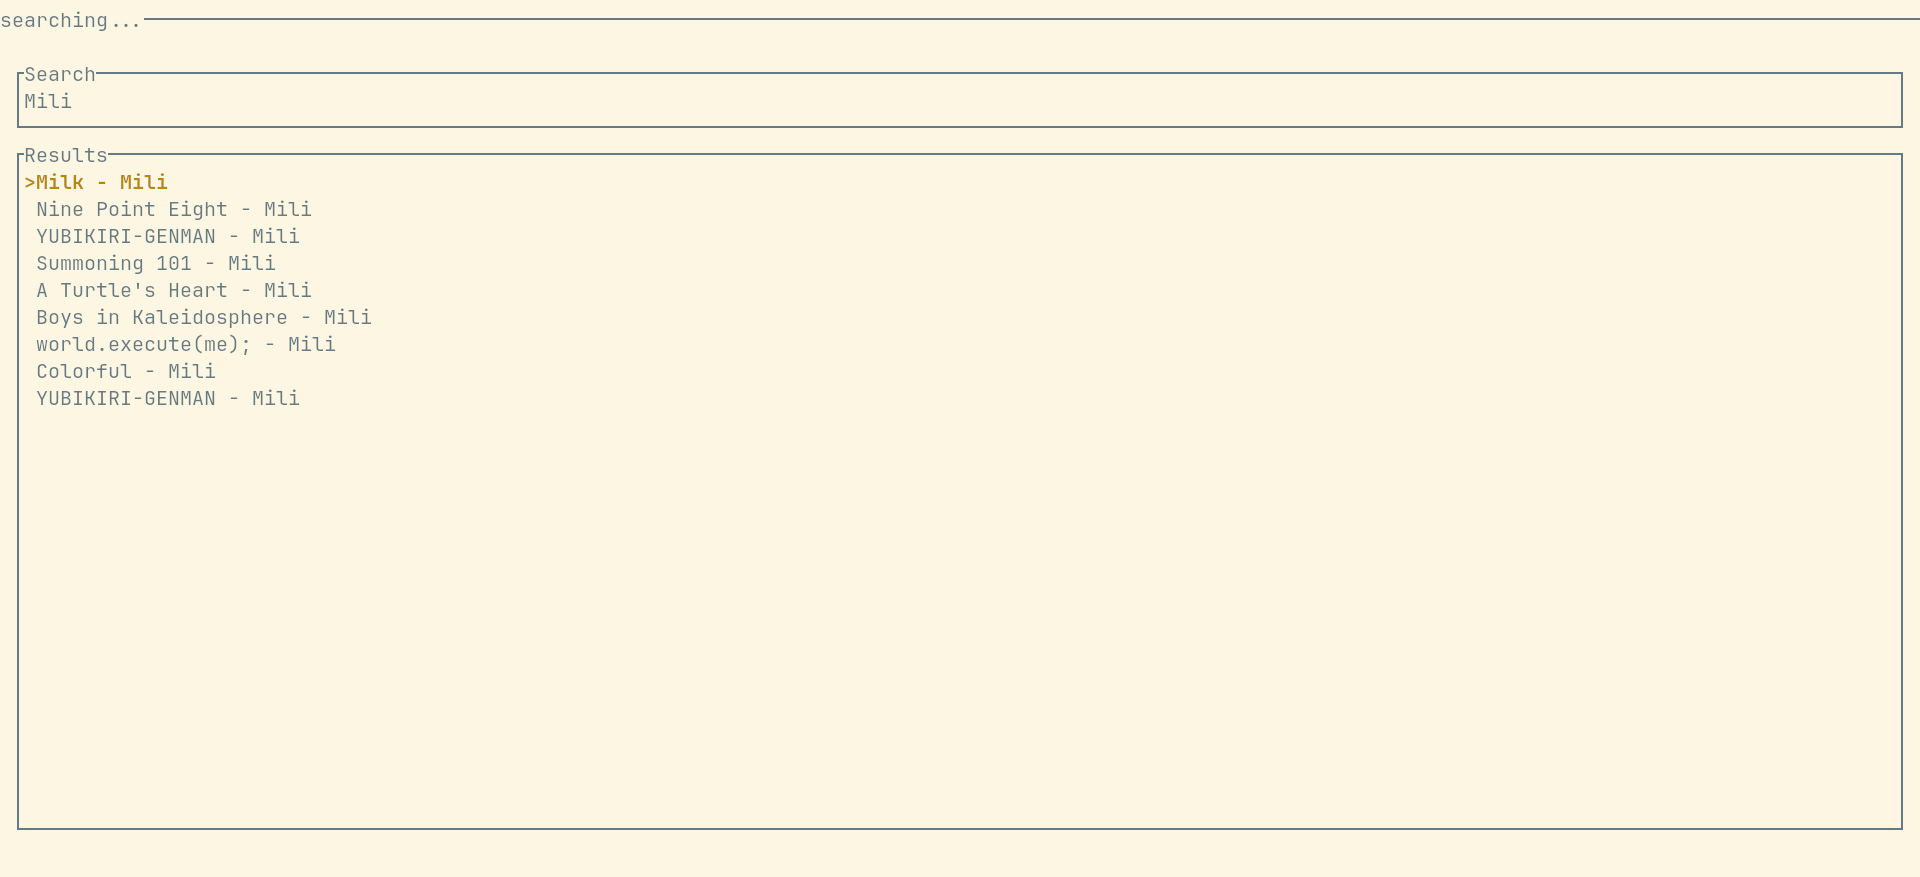 searching...
Search
Mili
Results
>Milk - Mili
Nine Point Eight - Mili
YUBIKIRI-GENMAN - Mili
Summoning 101 - Mili
A Turtle's Heart - Mili
Boys in Kaleidosphere - Mili
world.execute(me); - Mili
Colorful - Mili
YUBIKIRI-GENMAN - Mili